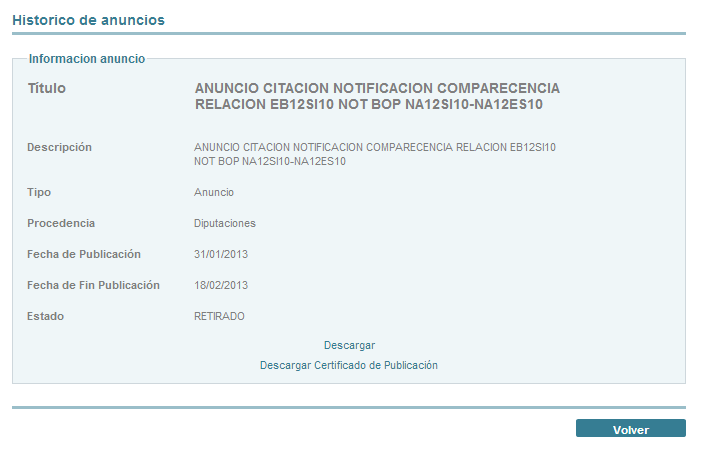 Historico de anuncios
Informacion anuncio
Título
ANUNCIO CITACION NOTIFICACION COMPARECENCIA
RELACION EB12SI10 NOT BOP NA12SI10-NA12ES10
Descripción
ANUNCIO CITACION NOTIFICACION COMPARECENCIA RELACION EB12SI10
NOT BOP NA12SI10-NA12ES10
Tipo
Anuncio
Procedencia
Diputaciones
Fecha de Publicación
31/01/2013
Fecha de Fin Publicación
18/02/2013
Estado
RETIRADO
Descargar
Descargar Certificado de Publicación
Volver